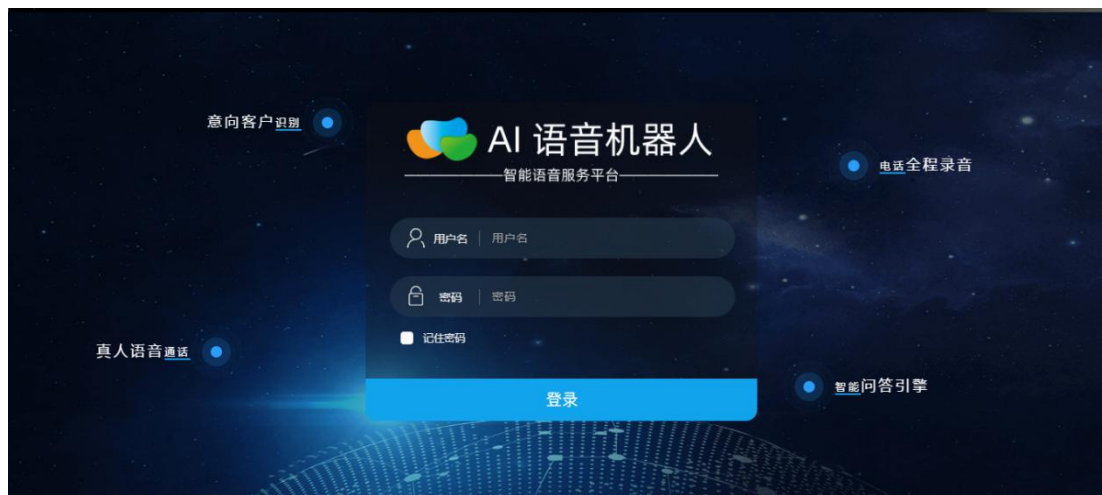 意向客户识别
AI 语音机器人
智能语音服务平台
电话全程录音
用户名 用户名
密码 密码
记住密码
真人语音通话
智能问答引擎
登录